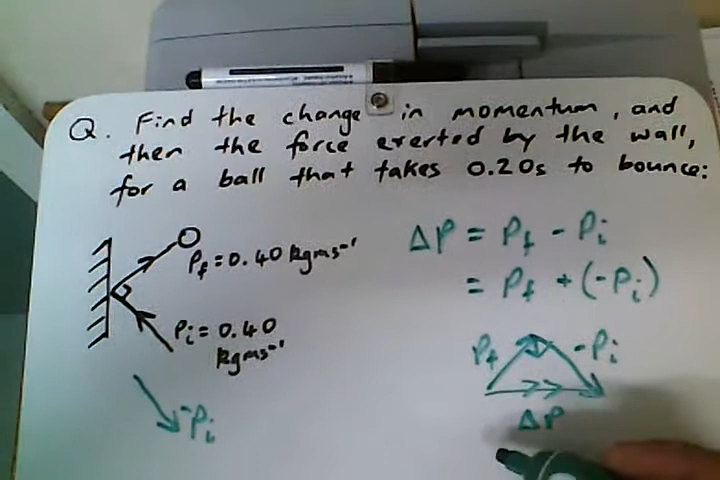 Q. Find the change in momentum, and
then the force exerted by the wall,
for a ball that takes 0.20s to bounce:
Pf = 0.40 kgms⁻¹
Pi = 0.40
kgms⁻¹
-Pi
ΔP = Pf - Pi
= Pf + (-Pi)
Pf
-Pi
ΔP